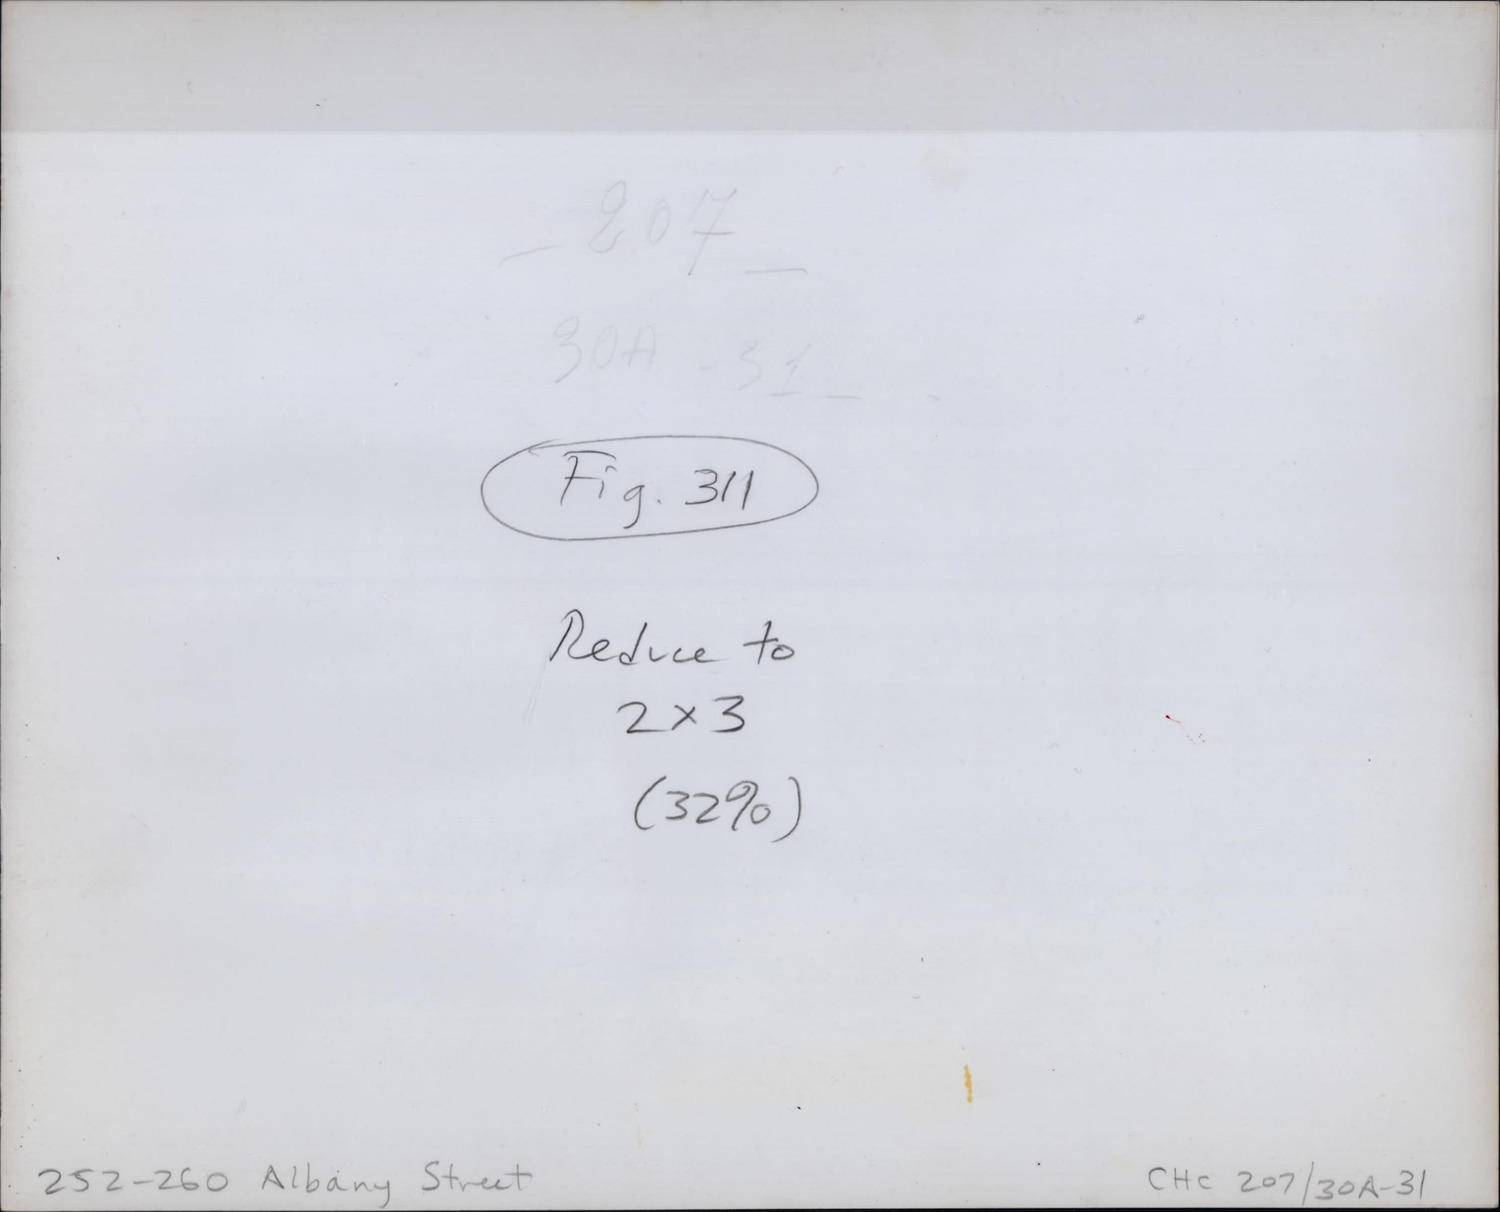 207
30A-31
Fig. 311
Reduce to
2x3
(32%)
252-260 Albany Street
CHC 207/30A-31